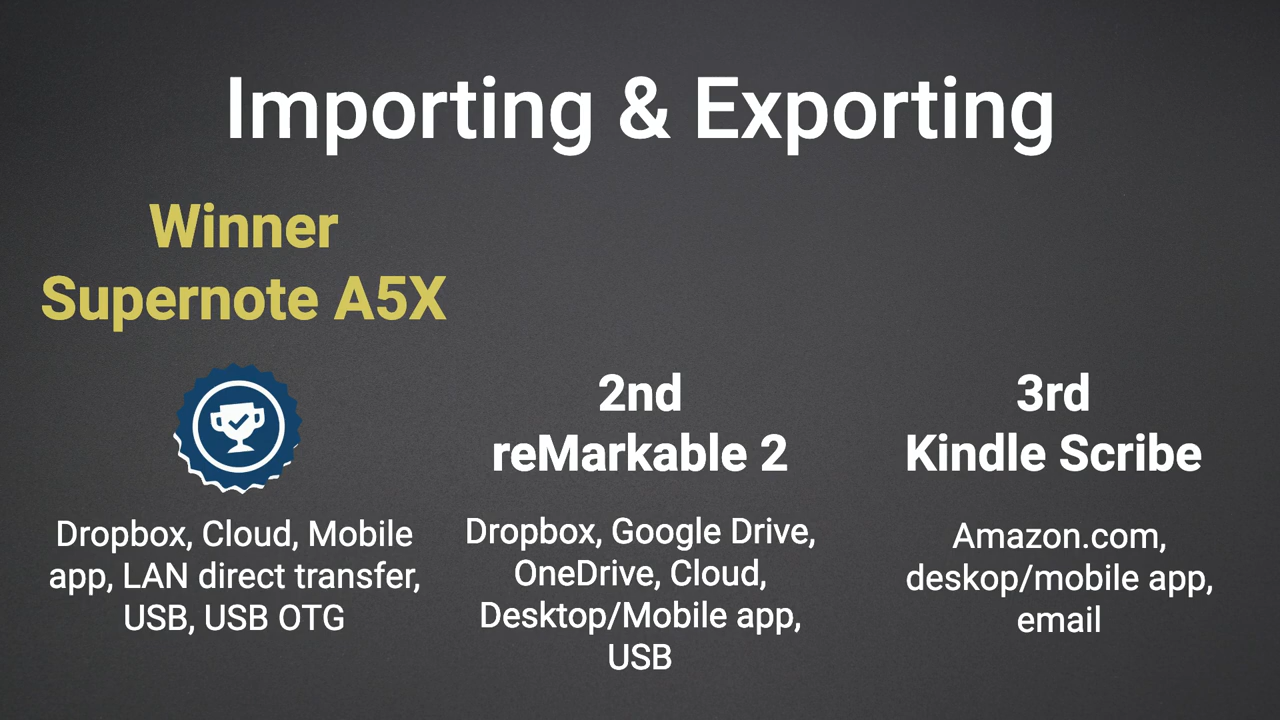 Importing & Exporting
Winner
Supernote A5X
Dropbox, Cloud, Mobile
app, LAN direct transfer,
USB, USB OTG
2nd
reMarkable 2
Dropbox, Google Drive,
OneDrive, Cloud,
Desktop/Mobile app,
USB
3rd
Kindle Scribe
Amazon.com,
deskop/mobile app,
email